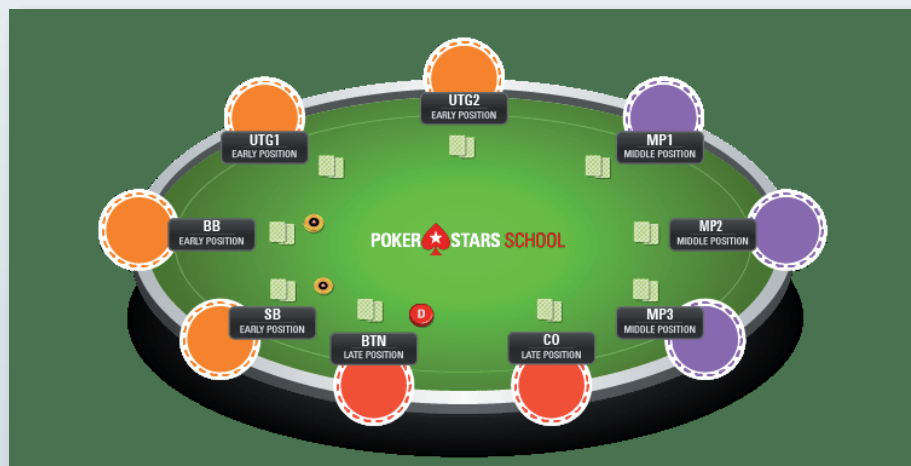 UTG2
EARLY POSITION
UTG1
EARLY POSITION
MP1
MIDDLE POSITION
BB
EARLY POSITION
POKER STARS SCHOOL
MP2
MIDDLE POSITION
SB
EARLY POSITION
D
MP3
MIDDLE POSITION
BTN
LATE POSITION
CO
LATE POSITION